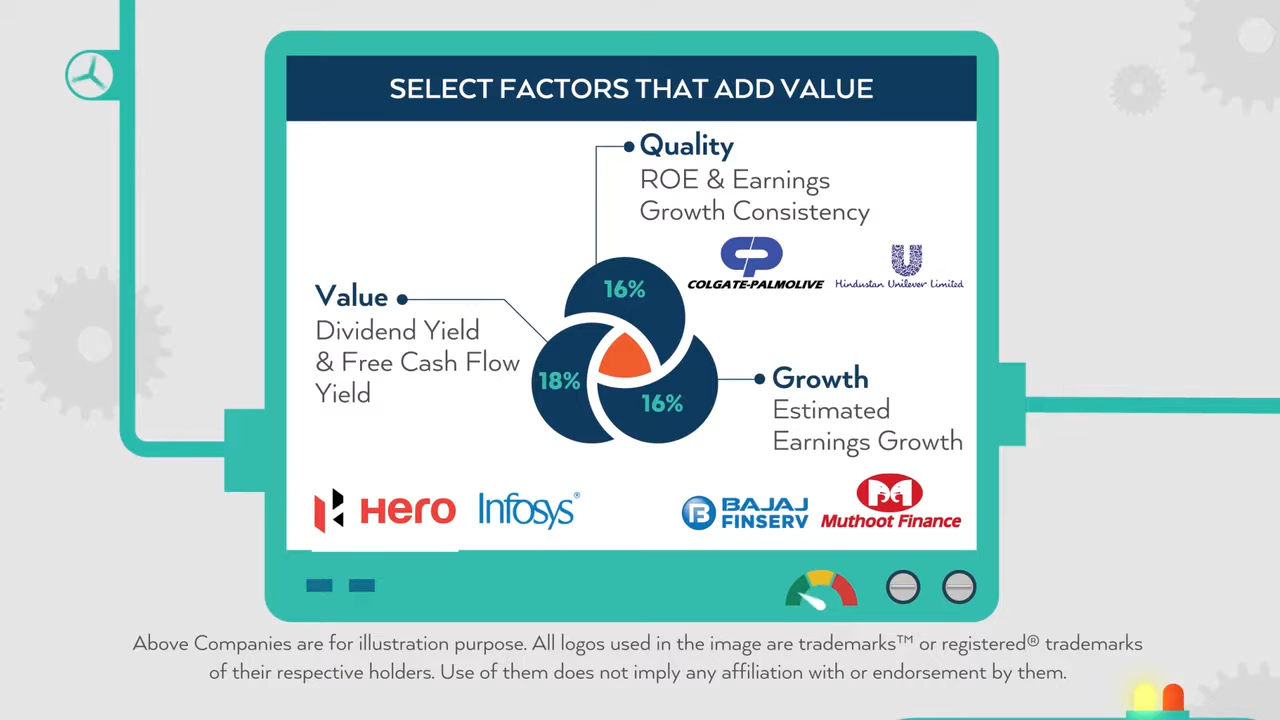 SELECT FACTORS THAT ADD VALUE
Quality
ROE & Earnings
Growth Consistency
CP
COLGATE-PALMOLIVE
Hindustan Unilever Limited
16%
Value
Dividend Yield
& Free Cash Flow
Yield
18%
16%
Growth
Estimated
Earnings Growth
Hero
Infosys®
B
BAJAJ
FINSERV
Muthoot Finance
Above Companies are for illustration purpose. All logos used in the image are trademarks™ or registered® trademarks
of their respective holders. Use of them does not imply any affiliation with or endorsement by them.